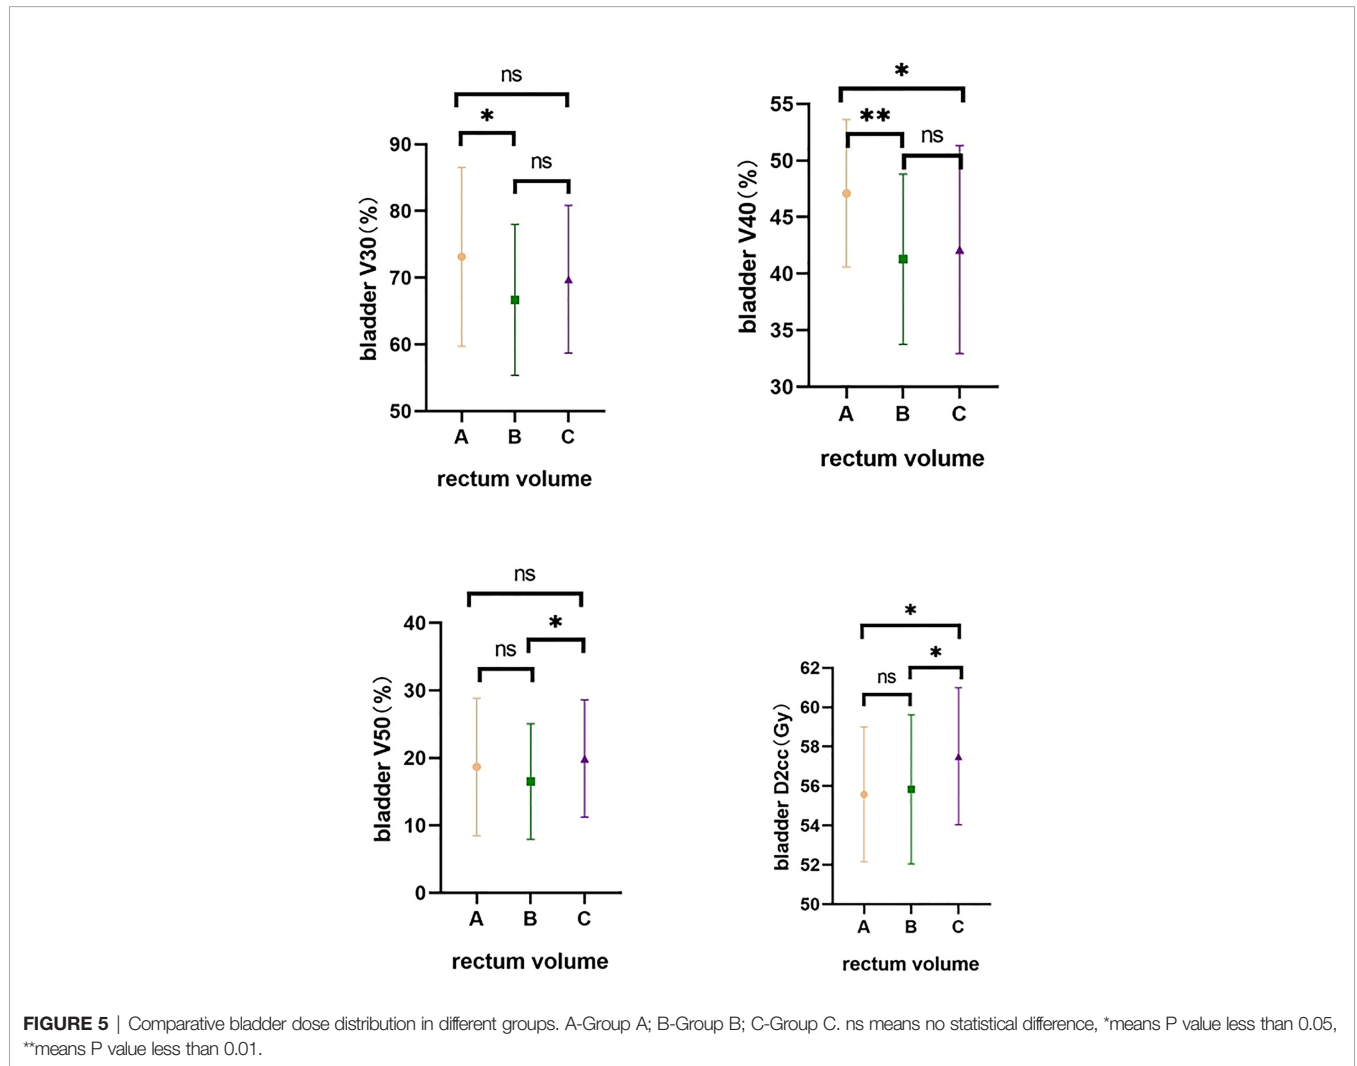 ns
*
ns
90
80
70
60
50
bladder V30(%)
A B C
rectum volume
*
**
ns
55
50
45
40
35
30
bladder V40(%)
A B C
rectum volume
ns
*
ns
40
30
20
10
0
bladder V50(%)
A B C
rectum volume
*
*
ns
62
60
58
56
54
52
50
bladder D2cc(Gy)
A B C
rectum volume
FIGURE 5 | Comparative bladder dose distribution in different groups. A-Group A; B-Group B; C-Group C. ns means no statistical difference, *means P value less than 0.05,
**means P value less than 0.01.